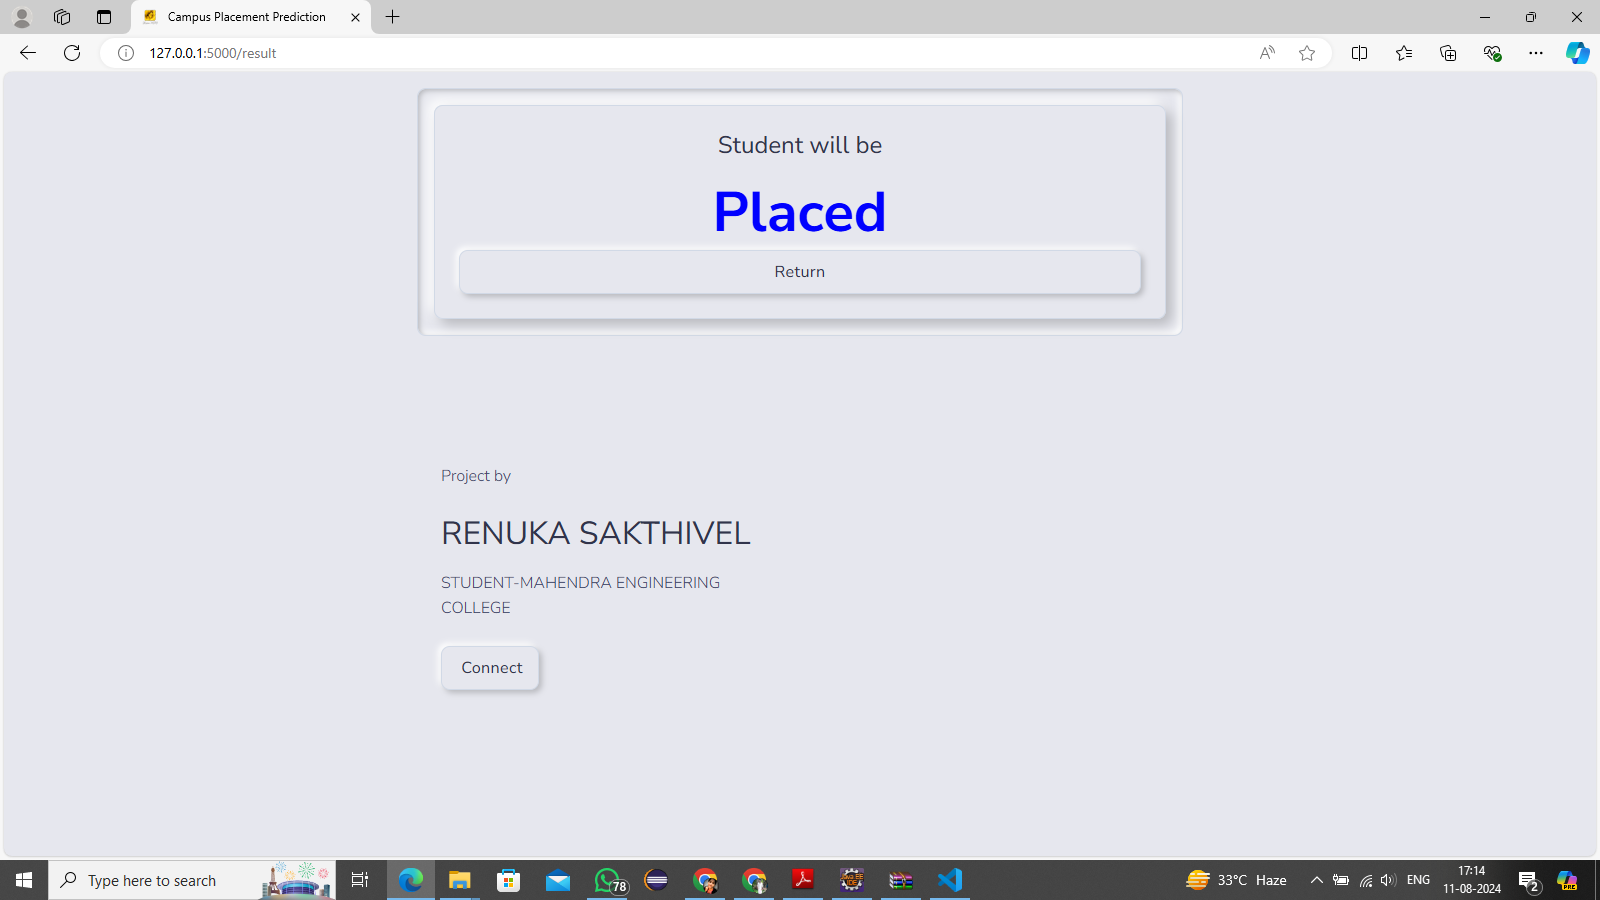 Campus Placement Prediction
127.0.0.1:5000/result
Student will be
Placed
Return
Project by
RENUKA SAKTHIVEL
STUDENT-MAHENDRA ENGINEERING
COLLEGE
Connect
Type here to search
78
33°C Haze
ENG
17:14
11-08-2024
2
PRE